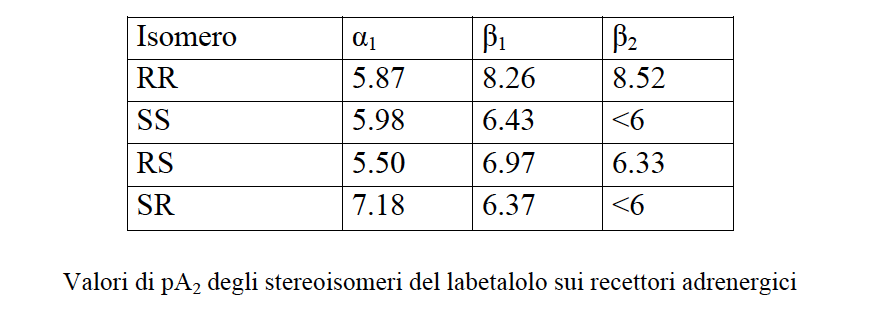 Isomero α₁ β₁ β₂
RR 5.87 8.26 8.52
SS 5.98 6.43 <6
RS 5.50 6.97 6.33
SR 7.18 6.37 <6
Valori di pA₂ degli stereoisomeri del labetalolo sui recettori adrenergici